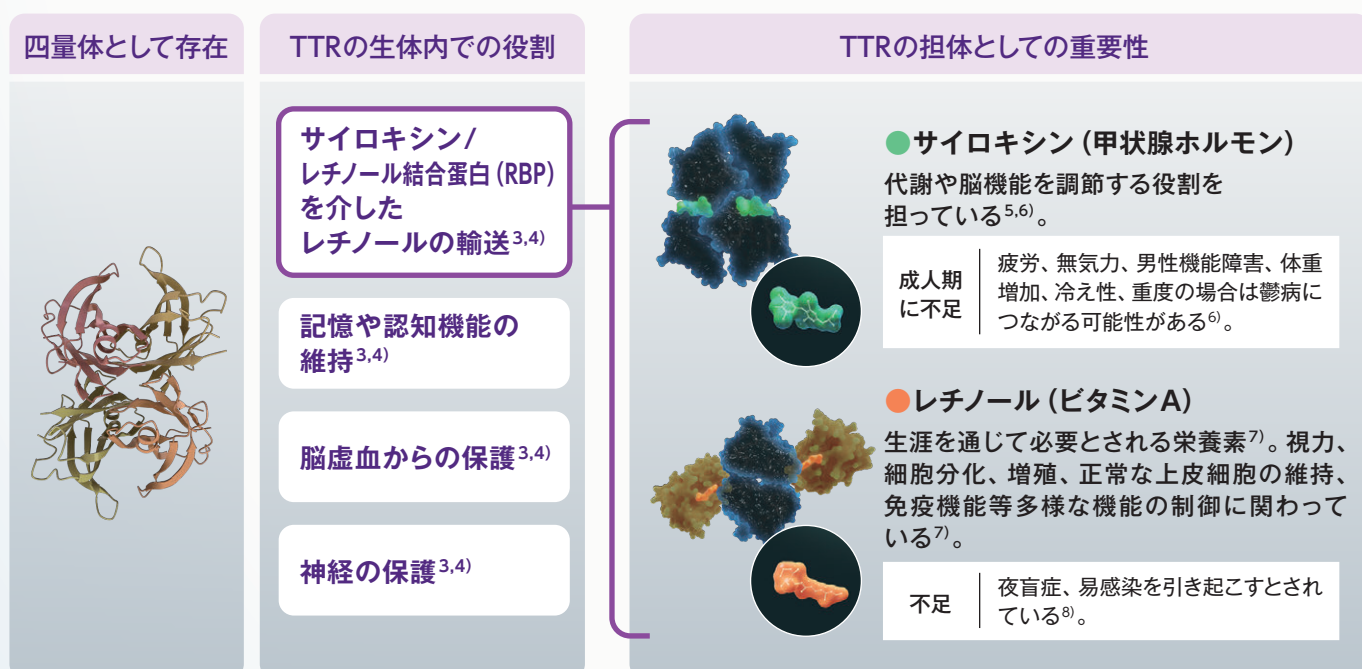 四量体として存在
TTRの生体内での役割
サイロキシン/
レチノール結合蛋白(RBP)
を介した
レチノールの輸送3,4)
記憶や認知機能の
維持3,4)
脳虚血からの保護3,4)
神経の保護3,4)
TTRの担体としての重要性
●サイロキシン(甲状腺ホルモン)
代謝や脳機能を調節する役割を
担っている5,6)。
成人期
に不足
疲労、無気力、男性機能障害、体重
増加、冷え性、重度の場合は鬱病に
つながる可能性がある6)。
●レチノール(ビタミンA)
生涯を通じて必要とされる栄養素7)。視力、
細胞分化、増殖、正常な上皮細胞の維持、
免疫機能等多様な機能の制御に関わって
いる7)。
不足
夜盲症、易感染を引き起こすとされ
ている8)。